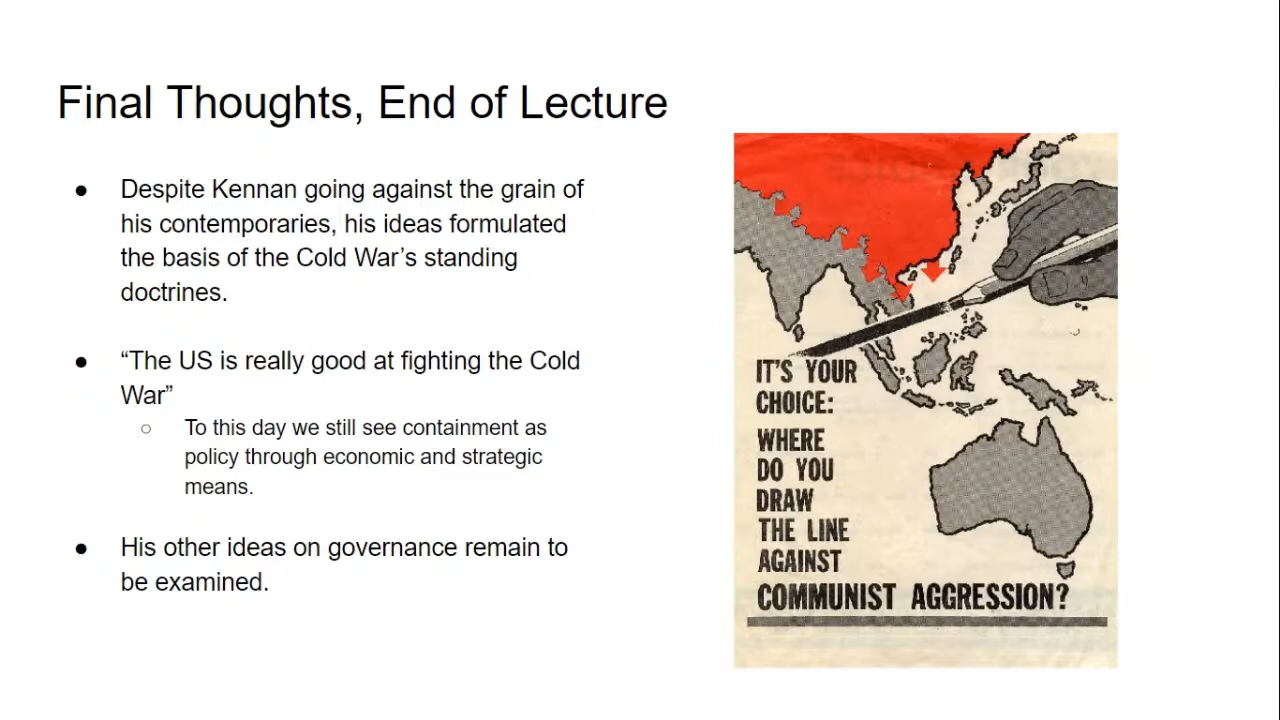 Final Thoughts, End of Lecture
● Despite Kennan going against the grain of
his contemporaries, his ideas formulated
the basis of the Cold War’s standing
doctrines.
● “The US is really good at fighting the Cold
War”
○ To this day we still see containment as
policy through economic and strategic
means.
● His other ideas on governance remain to
be examined.
IT'S YOUR
CHOICE:
WHERE
DO YOU
DRAW
THE LINE
AGAINST
COMMUNIST AGGRESSION?